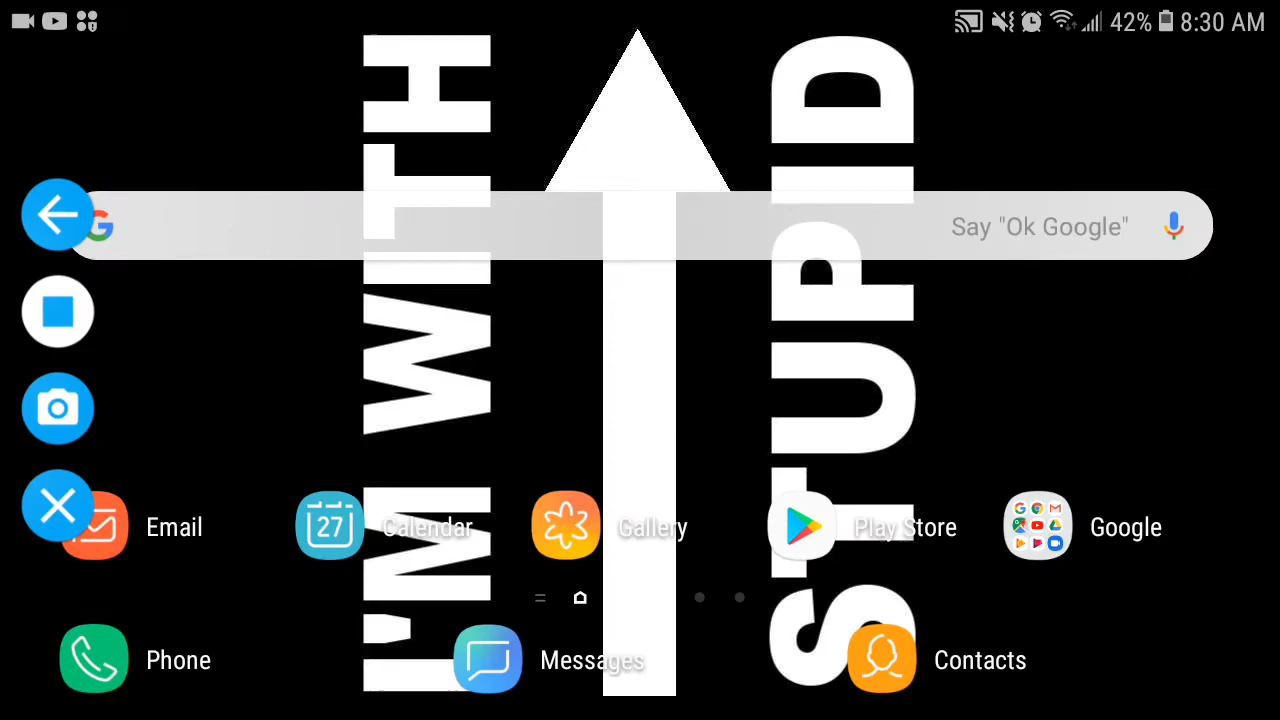 42% 8:30 AM
I'M WITH
STUPID
Say "Ok Google"
Email
27
Calendar
Gallery
Play Store
Google
Phone
Messages
Contacts